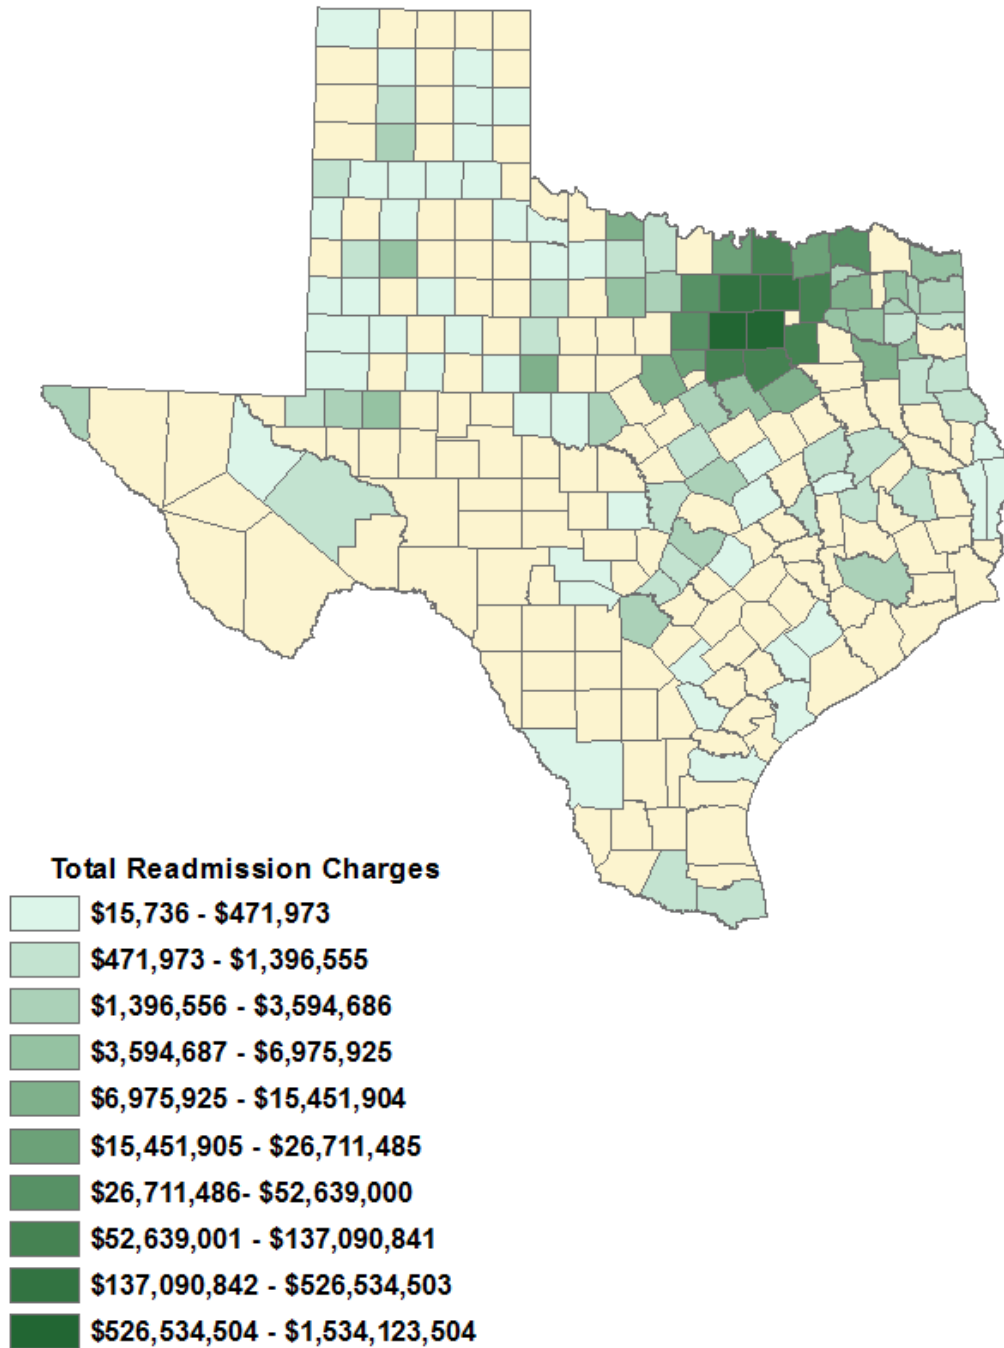 Total Readmission Charges
$15,736 - $471,973
$471,973 - $1,396,555
$1,396,556 - $3,594,686
$3,594,687 - $6,975,925
$6,975,925 - $15,451,904
$15,451,905 - $26,711,485
$26,711,486- $52,639,000
$52,639,001 - $137,090,841
$137,090,842 - $526,534,503
$526,534,504 - $1,534,123,504